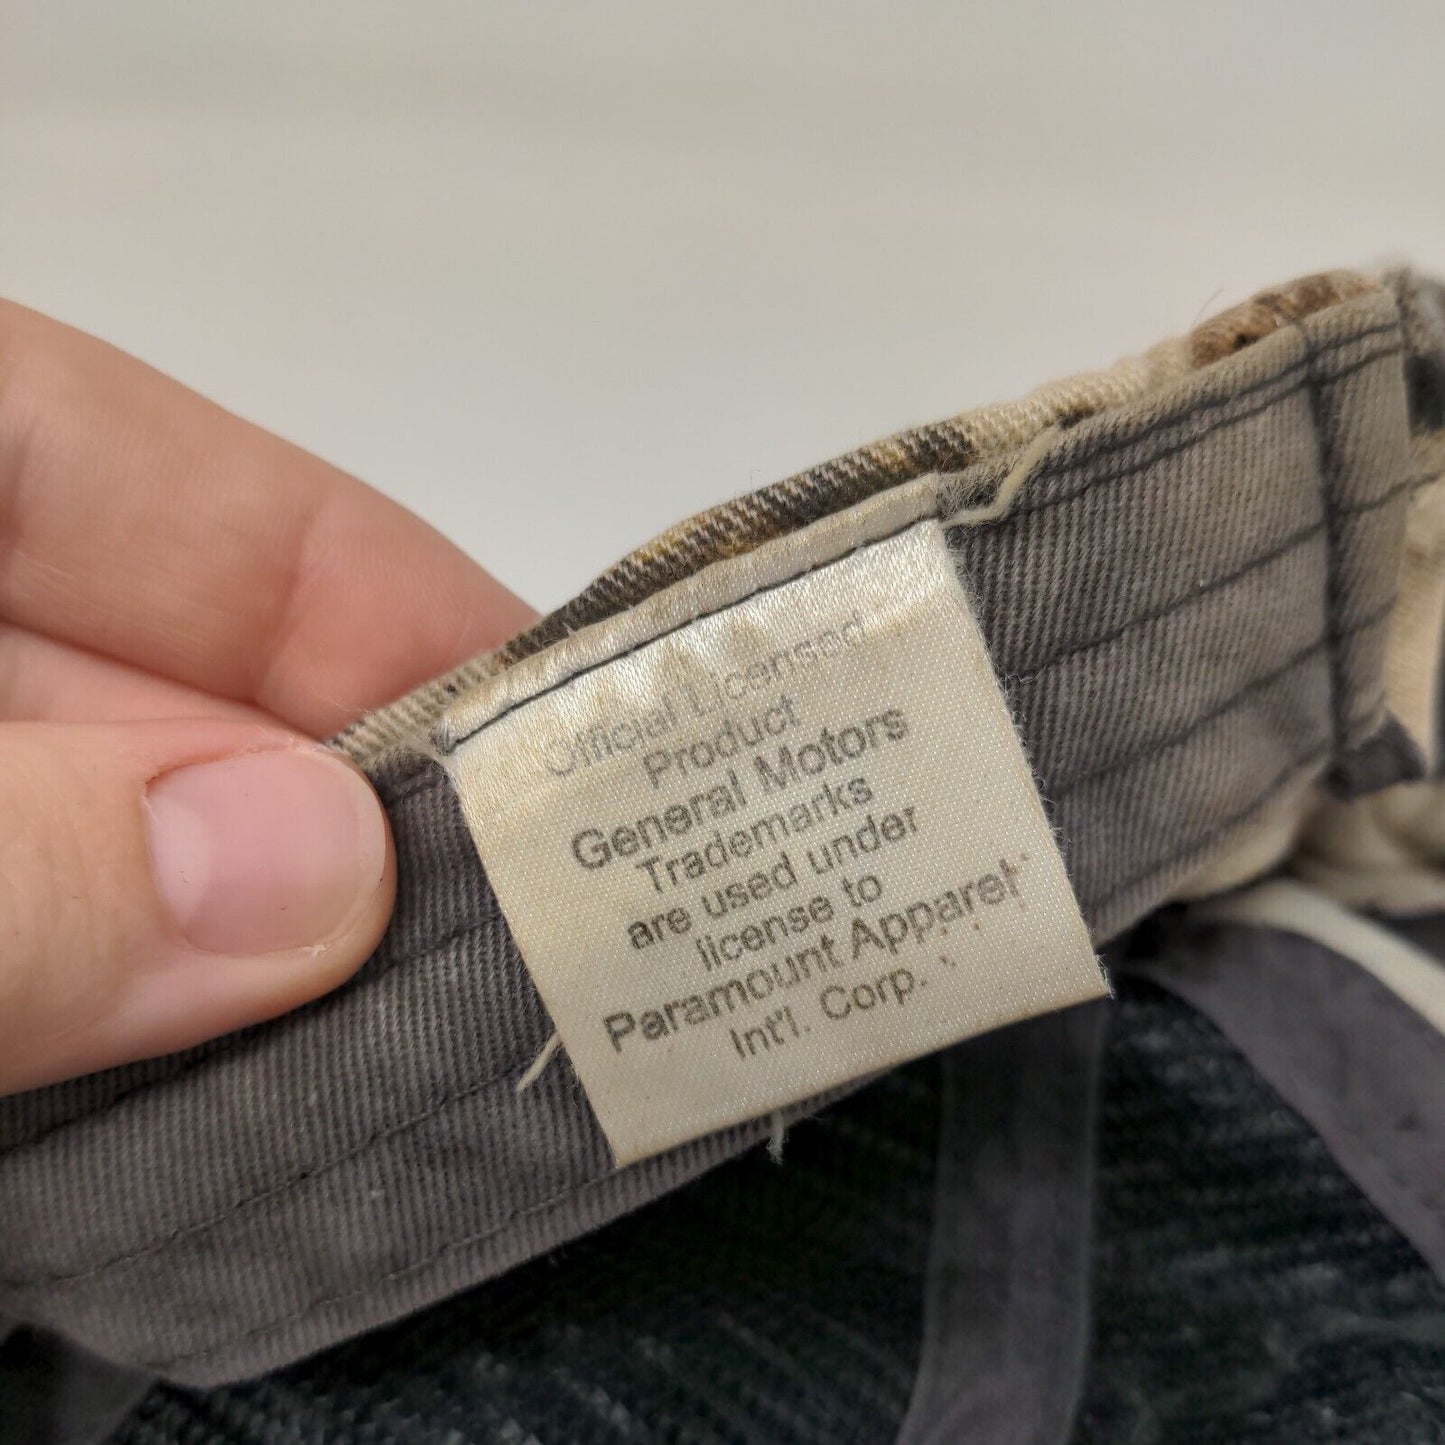 Official Licensed
Product
General Motors
Trademarks
are used under
license to
Paramount Apparel
Int'l. Corp.